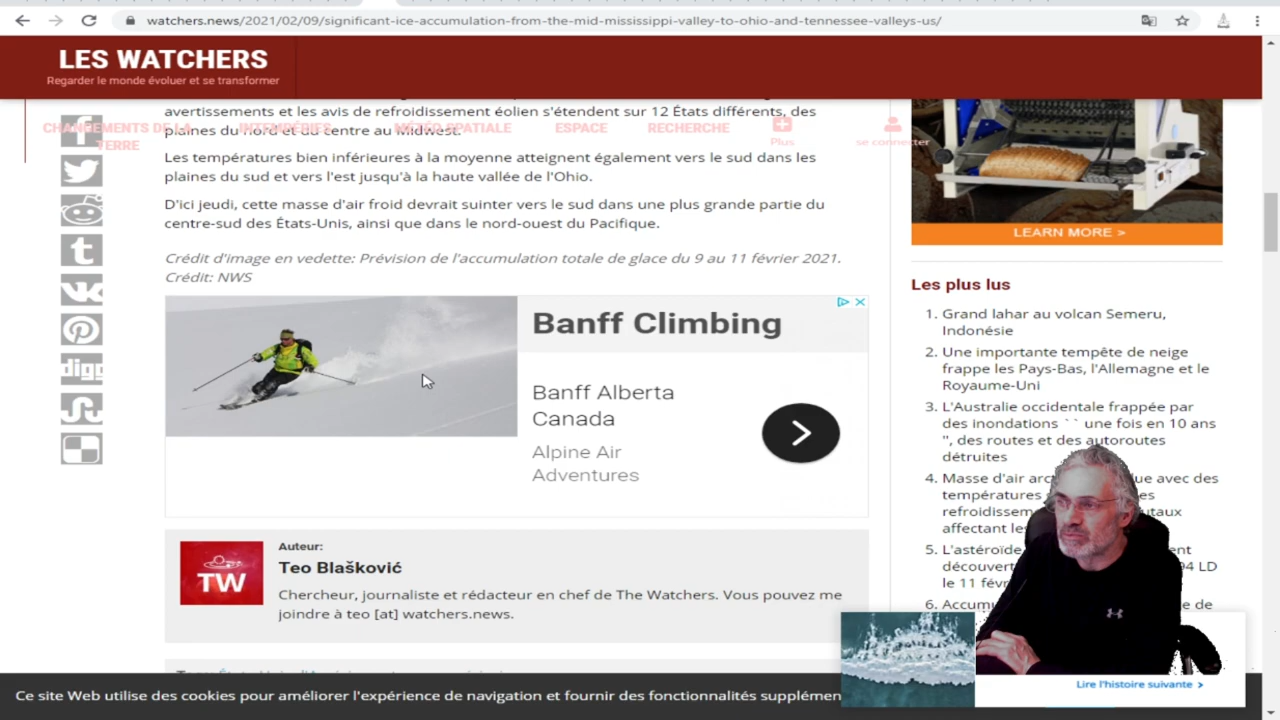 watchers.news/2021/02/09/significant-ice-accumulation-from-the-mid-mississippi-valley-to-ohio-and-tennessee-valleys-us/
LES WATCHERS
Regarder le monde évoluer et se transformer
avertissements et les avis de refroidissement éolien s'étendent sur 12 États différents, des
CHANGEMENTS DE LA TERRE
INTEMPÉRIES
MÉTÉO SPATIALE
ESPACE
RECHERCHE
Plus
se connecter
plaines du nord et du centre au Midwest.
Les températures bien inférieures à la moyenne atteignent également vers le sud dans les
plaines du sud et vers l'est jusqu'à la haute vallée de l'Ohio.
D'ici jeudi, cette masse d'air froid devrait suinter vers le sud dans une plus grande partie du
centre-sud des États-Unis, ainsi que dans le nord-ouest du Pacifique.
Crédit d'image en vedette: Prévision de l'accumulation totale de glace du 9 au 11 février 2021.
Crédit: NWS
Banff Climbing
Banff Alberta
Canada
Alpine Air
Adventures
digg
Auteur:
Teo Blašković
TW
Chercheur, journaliste et rédacteur en chef de The Watchers. Vous pouvez me
joindre à teo [at] watchers.news.
LEARN MORE >
Les plus lus
1. Grand lahar au volcan Semeru,
Indonésie
2. Une importante tempête de neige
frappe les Pays-Bas, l'Allemagne et le
Royaume-Uni
3. L'Australie occidentale frappée par
des inondations `` une fois en 10 ans
", des routes et des autoroutes
détruites
4. Masse d'air
que avec des
températures
refroidissem
affectant
5. L'astéroïde
découver
94 LD
le 11
6.
de
Lire l'histoire suivante >
Ce site Web utilise des cookies pour améliorer l'expérience de navigation et fournir des fonctionnalités